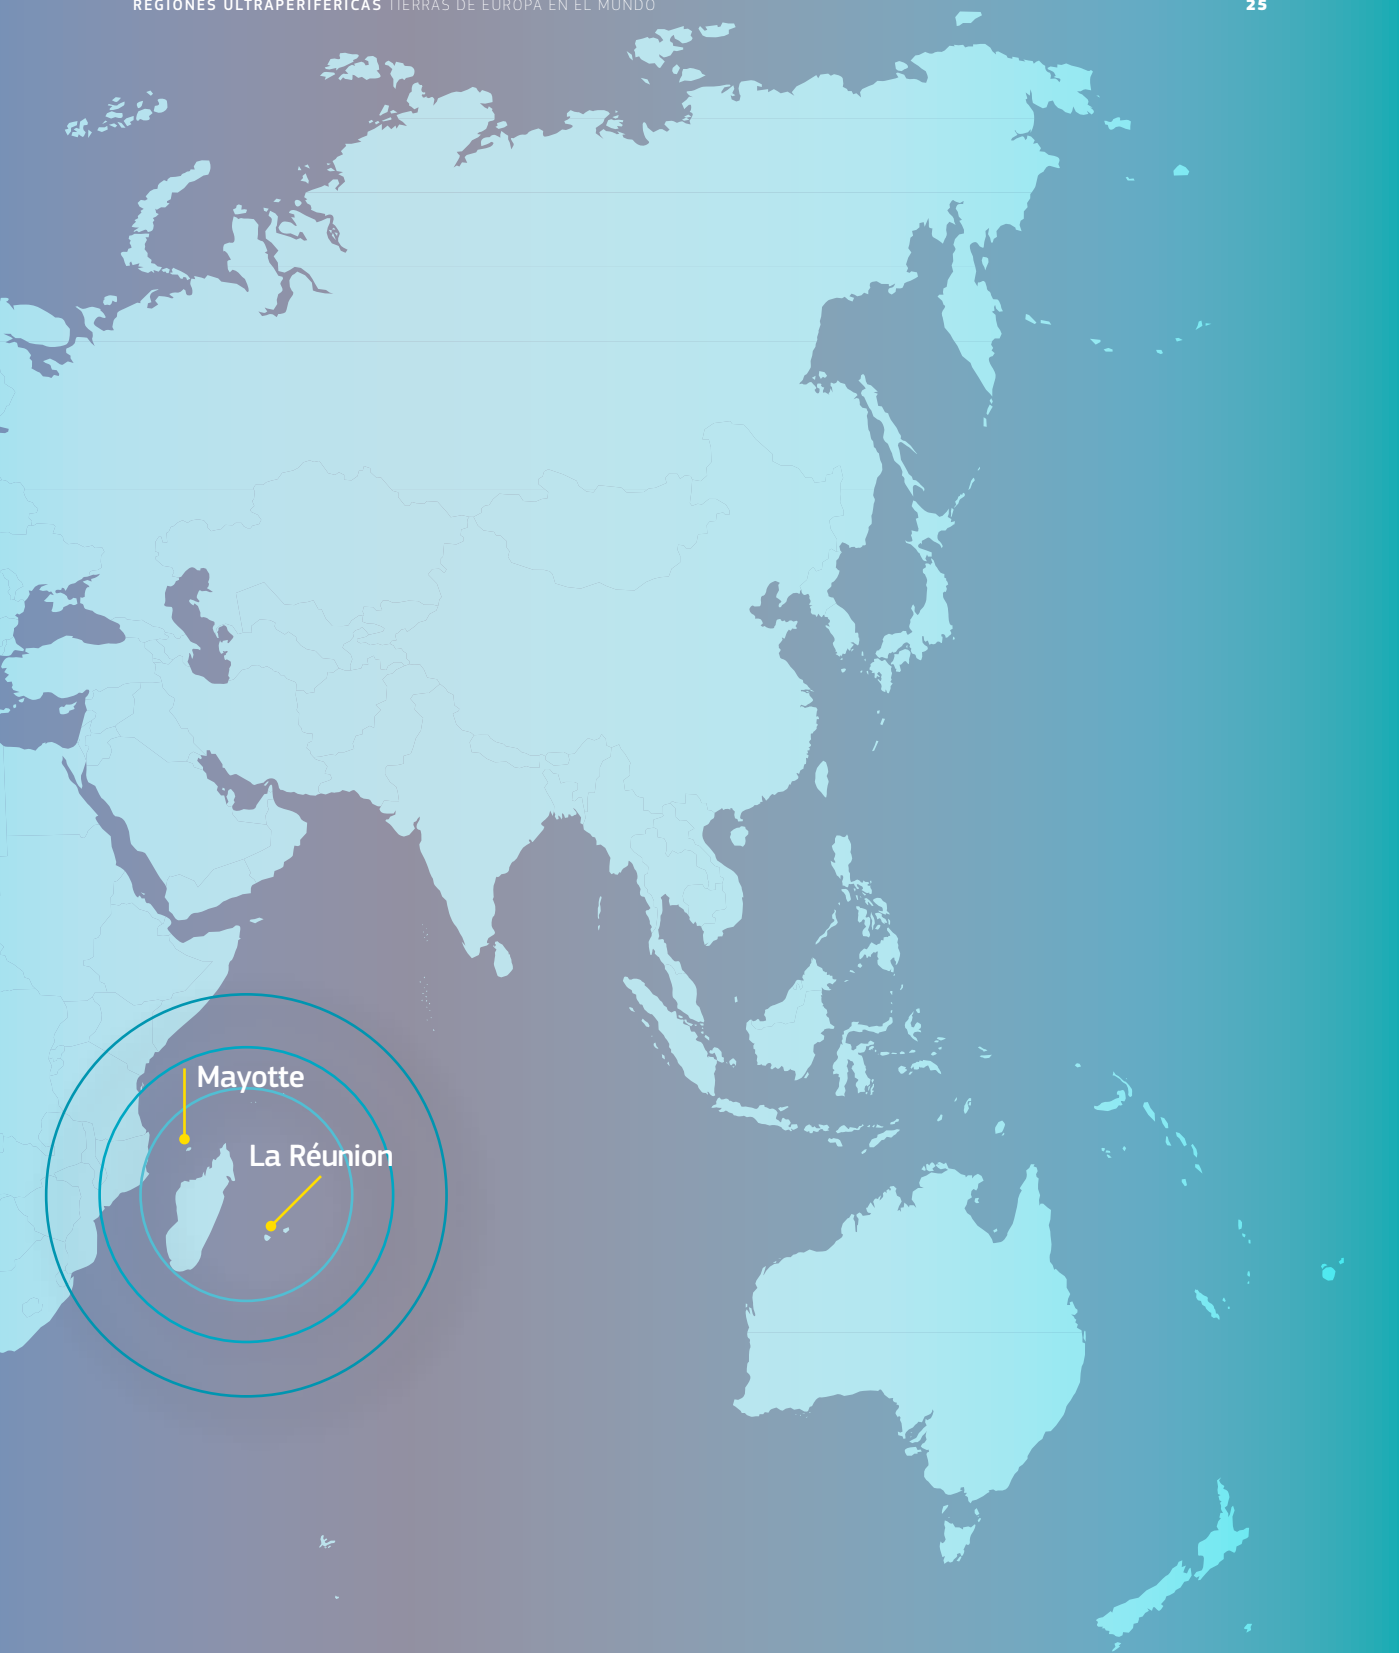 REGIONES ULTRAPERIFÉRICAS TIERRAS DE EUROPA EN EL MUNDO 25
Mayotte
La Réunion